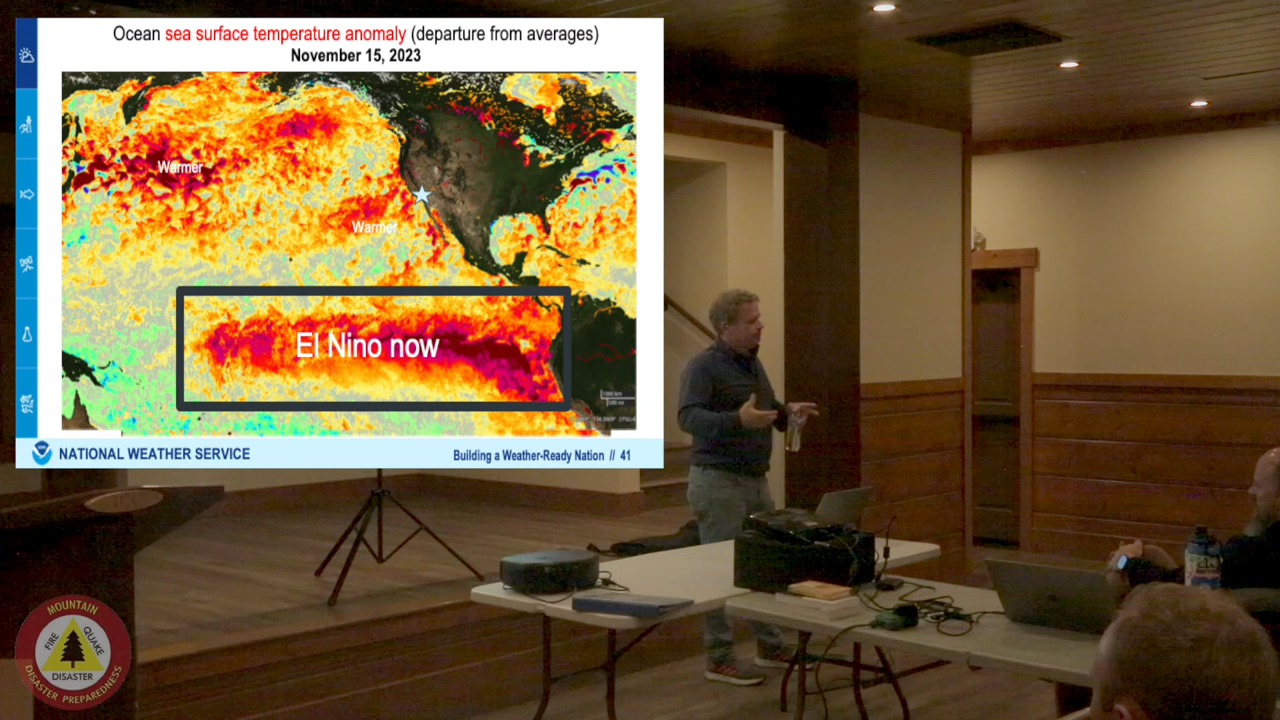 Ocean sea surface temperature anomaly (departure from averages)
November 15, 2023
Warmer
Warmer
El Nino now
NATIONAL WEATHER SERVICE
Building a Weather-Ready Nation // 41
MOUNTAIN
FIRE QUAKE
DISASTER
DISASTER PREPAREDNESS